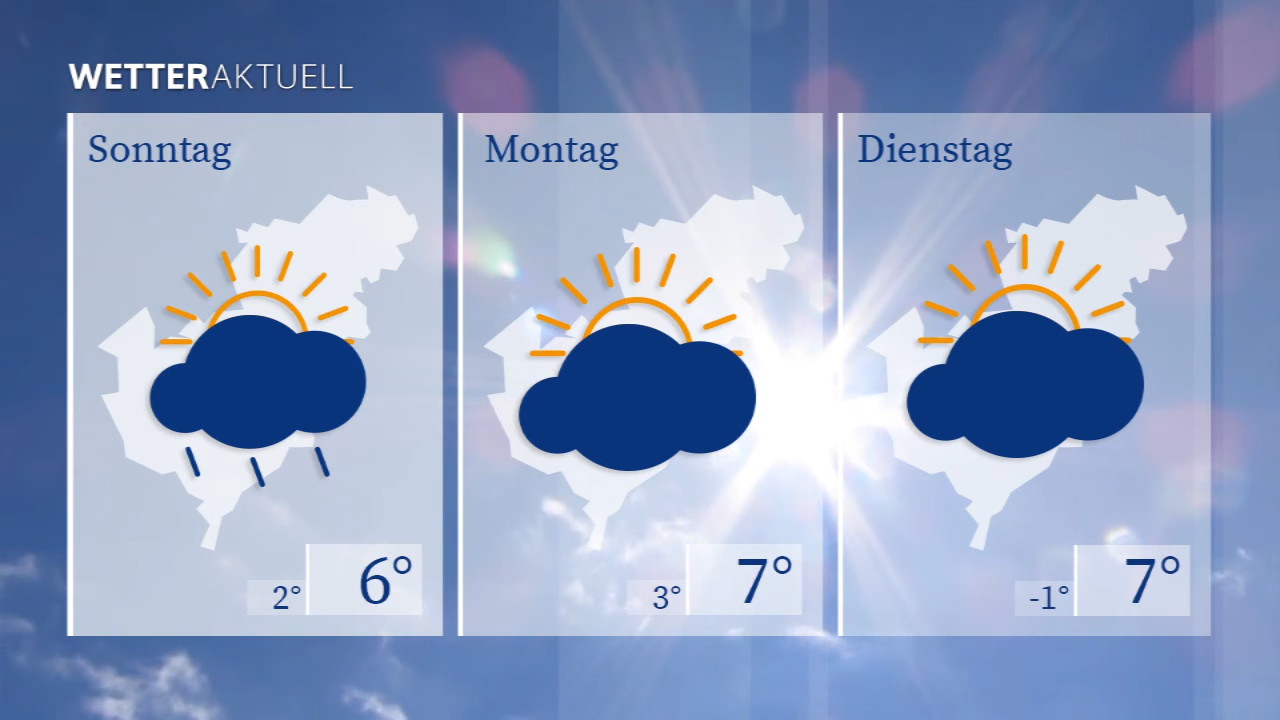 WETTERAKTUELL
Sonntag
2° 6°
Montag
3° 7°
Dienstag
-1° 7°